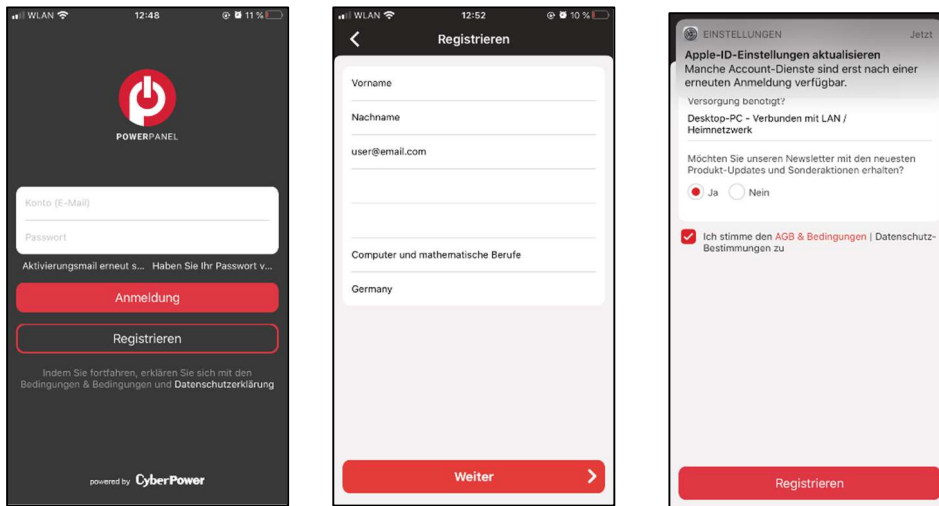 WLAN 12:48 11 %
POWERPANEL
Konto (E-Mail)
Passwort
Aktivierungsmail erneut s... Haben Sie Ihr Passwort v...
Anmeldung
Registrieren
Indem Sie fortfahren, erklären Sie sich mit den
Bedingungen & Bedingungen und Datenschutzerklärung
powered by CyberPower
WLAN 12:52 10 %
Registrieren
Vorname
Nachname
user@email.com
Computer und mathematische Berufe
Germany
Weiter
EINSTELLUNGEN Jetzt
Apple-ID-Einstellungen aktualisieren
Manche Account-Dienste sind erst nach einer
erneuten Anmeldung verfügbar.
Versorgung benötigt?
Desktop-PC - Verbunden mit LAN /
Heimnetzwerk
Möchten Sie unseren Newsletter mit den neuesten
Produkt-Updates und Sonderaktionen erhalten?
Ja Nein
Ich stimme den AGB & Bedingungen | Datenschutz-
Bestimmungen zu
Registrieren